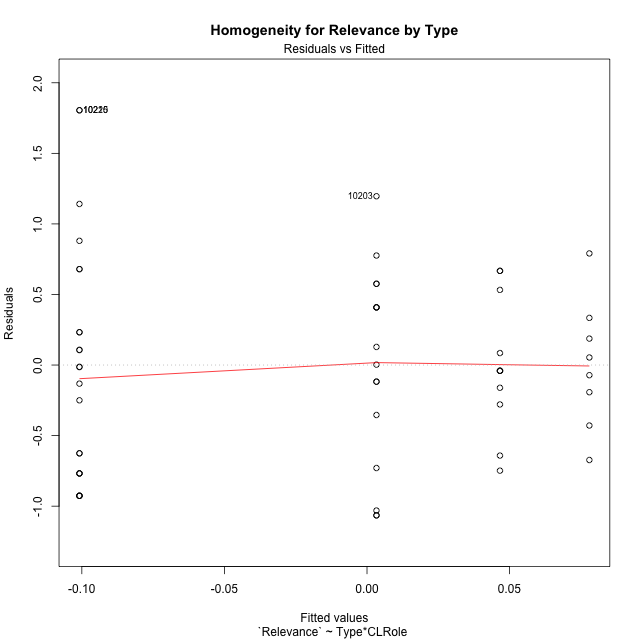 Homogeneity for Relevance by Type
Residuals vs Fitted
2.0
1.5
1.0
0.5
0.0
-0.5
-1.0
Residuals
10203
-0.10
-0.05
0.00
0.05
Fitted values
`Relevance` ~ Type*CLRole